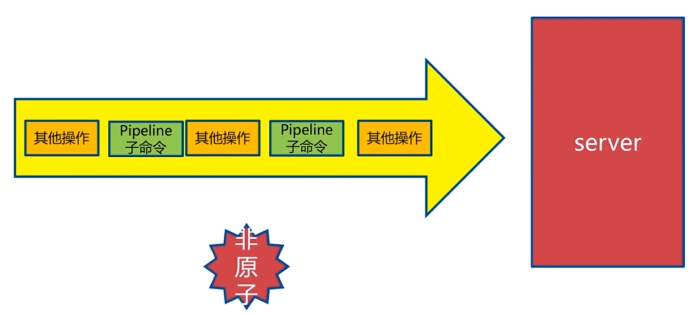 其他操作
Pipeline
子命令
其他操作
Pipeline
子命令
其他操作
server
非
原
子